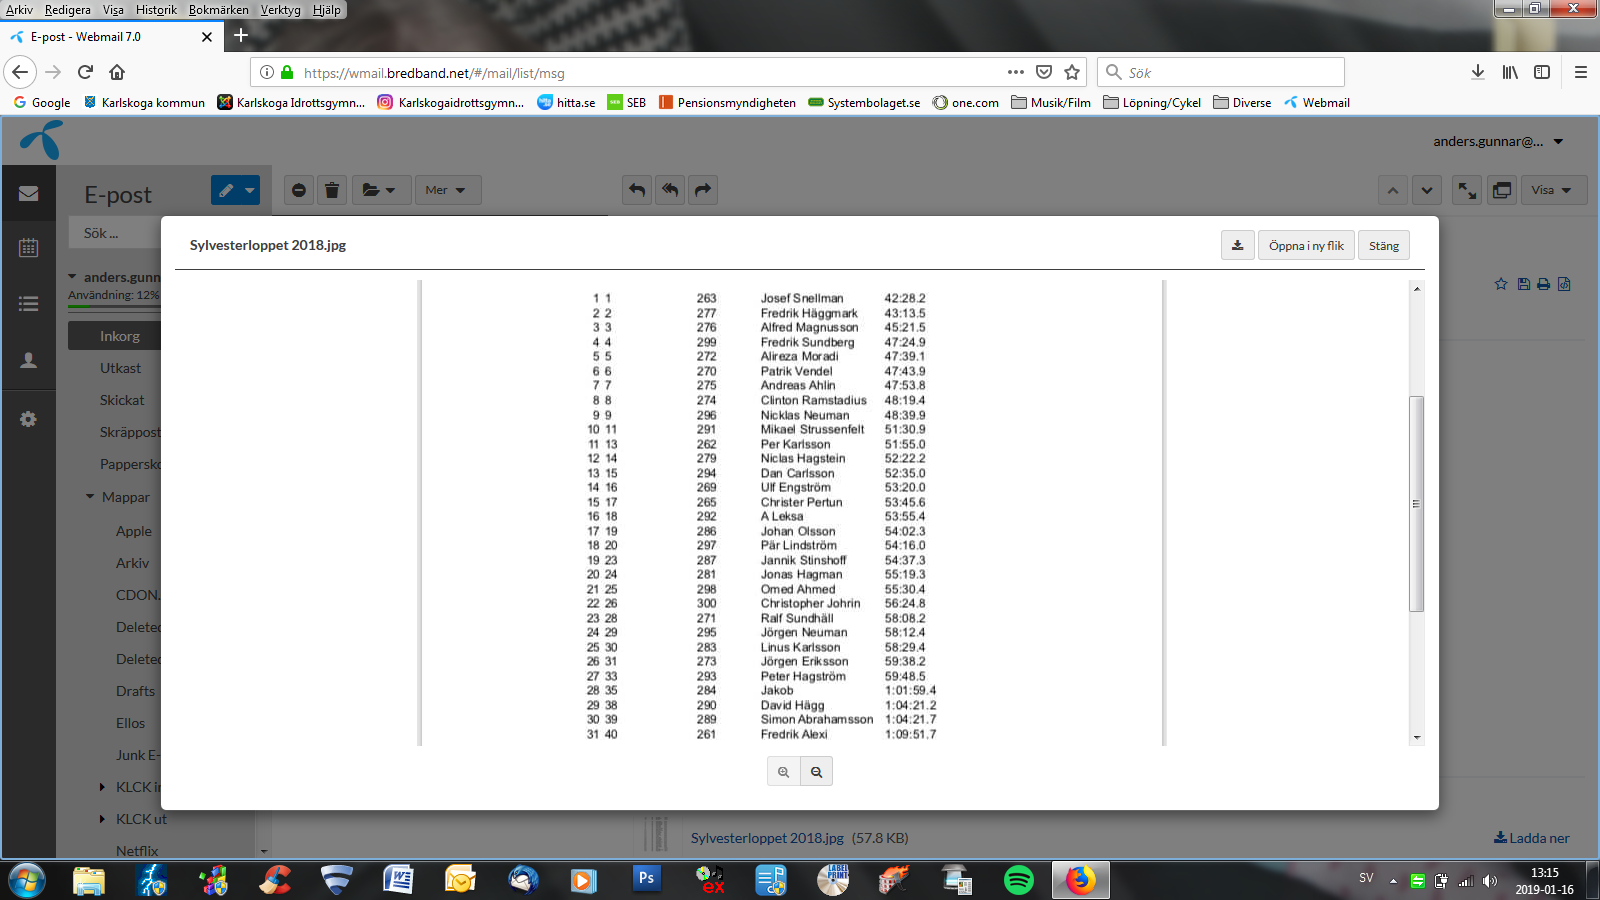 Arkiv Redigera Visa Historik Bokmärken Verktyg Hjälp
E-post - Webmail 7.0
https://wmail.bredband.net/#/mail/list/msg
Sök
Google Karlskoga kommun Karlskoga Idrottsgymn... Karlskogaidrottsgymn... hitta.se SEB Pensionsmyndigheten Systembolaget.se one.com Musik/Film Löpning/Cykel Diverse Webmail
anders.gunnar@...
E-post
Mer
Visa
Sök ...
Sylvesterloppet 2018.jpg
Öppna i ny flik
Stäng
anders.gunn
Användning: 12%
Inkorg
Utkast
Skickat
Skräppost
Pappersko
Mappar
Apple
Arkiv
CDON.
Deleted
Deleted
Drafts
Ellos
Junk E-
KLCK in
KLCK ut
Netflix
1 1 263 Josef Snellman 42:28.2
2 2 277 Fredrik Häggmark 43:13.5
3 3 276 Alfred Magnusson 45:21.5
4 4 299 Fredrik Sundberg 47:24.9
5 5 272 Alireza Moradi 47:39.1
6 6 270 Patrik Vendel 47:43.9
7 7 275 Andreas Ahlin 47:53.8
8 8 274 Clinton Ramstadius 48:19.4
9 9 296 Nicklas Neuman 48:39.9
10 11 291 Mikael Strussenfelt 51:30.9
11 13 262 Per Karlsson 51:55.0
12 14 279 Niclas Hagstein 52:22.2
13 15 294 Dan Carlsson 52:35.0
14 16 269 Ulf Engström 53:20.0
15 17 265 Christer Pertun 53:45.6
16 18 292 A Leksa 53:55.4
17 19 286 Johan Olsson 54:02.3
18 20 297 Pär Lindström 54:16.0
19 23 287 Jannik Stinshoff 54:37.3
20 24 281 Jonas Hagman 55:19.3
21 25 298 Omed Ahmed 55:30.4
22 26 300 Christopher Johrin 56:24.8
23 28 271 Ralf Sundhäll 58:08.2
24 29 295 Jörgen Neuman 58:12.4
25 30 283 Linus Karlsson 58:29.4
26 31 273 Jörgen Eriksson 59:38.2
27 33 293 Peter Hagström 59:48.5
28 35 284 Jakob 1:01:59.4
29 38 290 David Hägg 1:04:21.2
30 39 289 Simon Abrahamsson 1:04:21.7
31 40 261 Fredrik Alexi 1:09:51.7
Sylvesterloppet 2018.jpg (57.8 KB)
Ladda ner
SV
13:15
2019-01-16